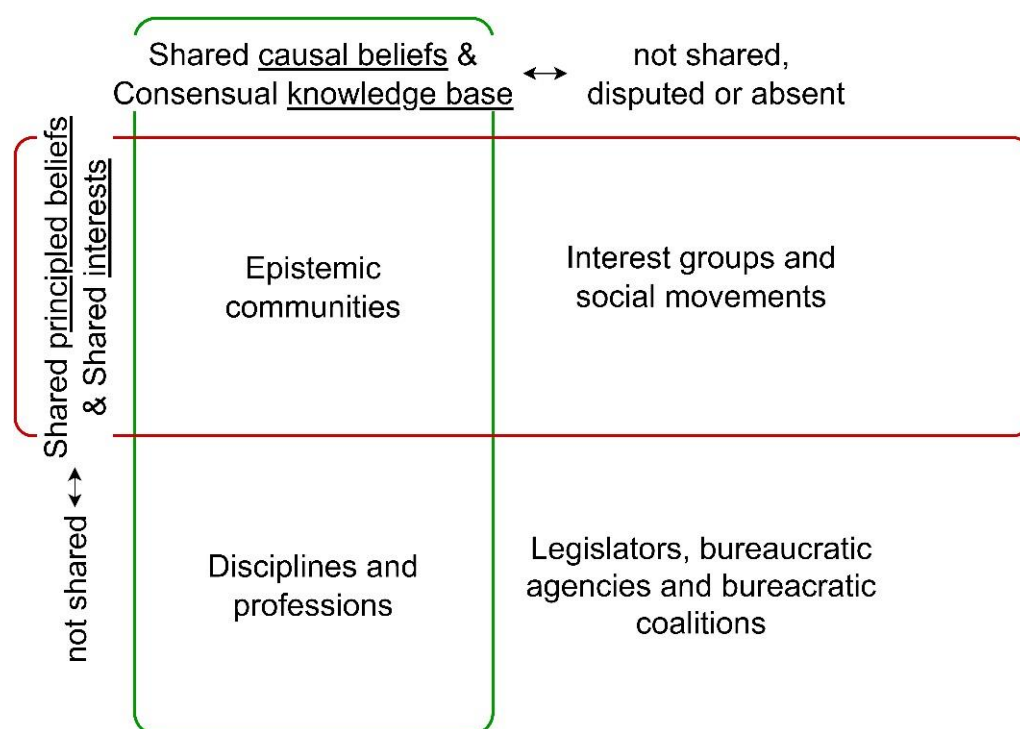 Shared causal beliefs &
Consensual knowledge base
not shared,
disputed or absent
Shared principled beliefs
& Shared interests
not shared
Epistemic
communities
Interest groups and
social movements
Disciplines and
professions
Legislators, bureaucratic
agencies and bureacratic
coalitions